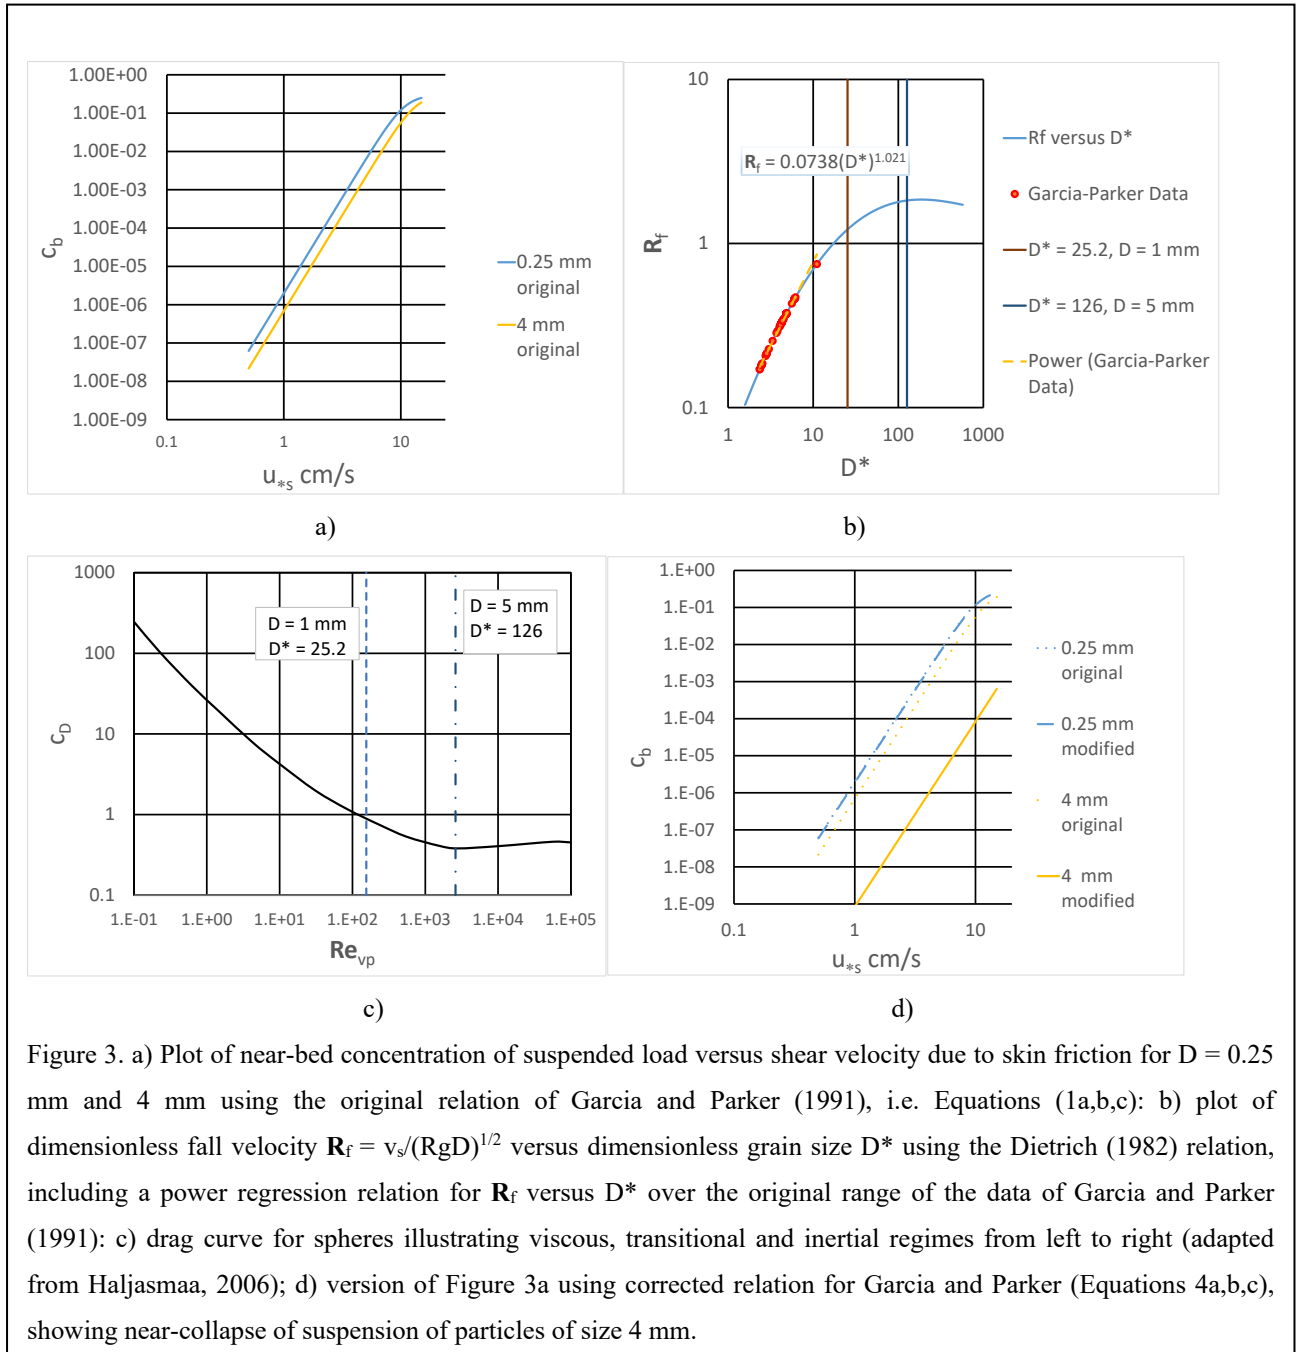 1.00E+00
1.00E-01
1.00E-02
1.00E-03
1.00E-04
1.00E-05
1.00E-06
1.00E-07
1.00E-08
1.00E-09
0.1 1 10
c_b
u_{*s} cm/s
0.25 mm
original
4 mm
original
a)
10
1
0.1
1 10 100 1000
R_f
D*
R_f = 0.0738(D*)^{1.021}
Rf versus D*
Garcia-Parker Data
D* = 25.2, D = 1 mm
D* = 126, D = 5 mm
Power (Garcia-Parker
Data)
b)
1000
100
10
1
0.1
1.E-01 1.E+00 1.E+01 1.E+02 1.E+03 1.E+04 1.E+05
c_D
Re_{vp}
D = 1 mm
D* = 25.2
D = 5 mm
D* = 126
c)
1.E+00
1.E-01
1.E-02
1.E-03
1.E-04
1.E-05
1.E-06
1.E-07
1.E-08
1.E-09
0.1 1 10
c_b
u_{*s} cm/s
0.25 mm
original
0.25 mm
modified
4 mm
original
4 mm
modified
d)
Figure 3. a) Plot of near-bed concentration of suspended load versus shear velocity due to skin friction for D = 0.25
mm and 4 mm using the original relation of Garcia and Parker (1991), i.e. Equations (1a,b,c): b) plot of
dimensionless fall velocity R_f = v_s/(RgD)^{1/2} versus dimensionless grain size D* using the Dietrich (1982) relation,
including a power regression relation for R_f versus D* over the original range of the data of Garcia and Parker
(1991): c) drag curve for spheres illustrating viscous, transitional and inertial regimes from left to right (adapted
from Haljasmaa, 2006); d) version of Figure 3a using corrected relation for Garcia and Parker (Equations 4a,b,c),
showing near-collapse of suspension of particles of size 4 mm.